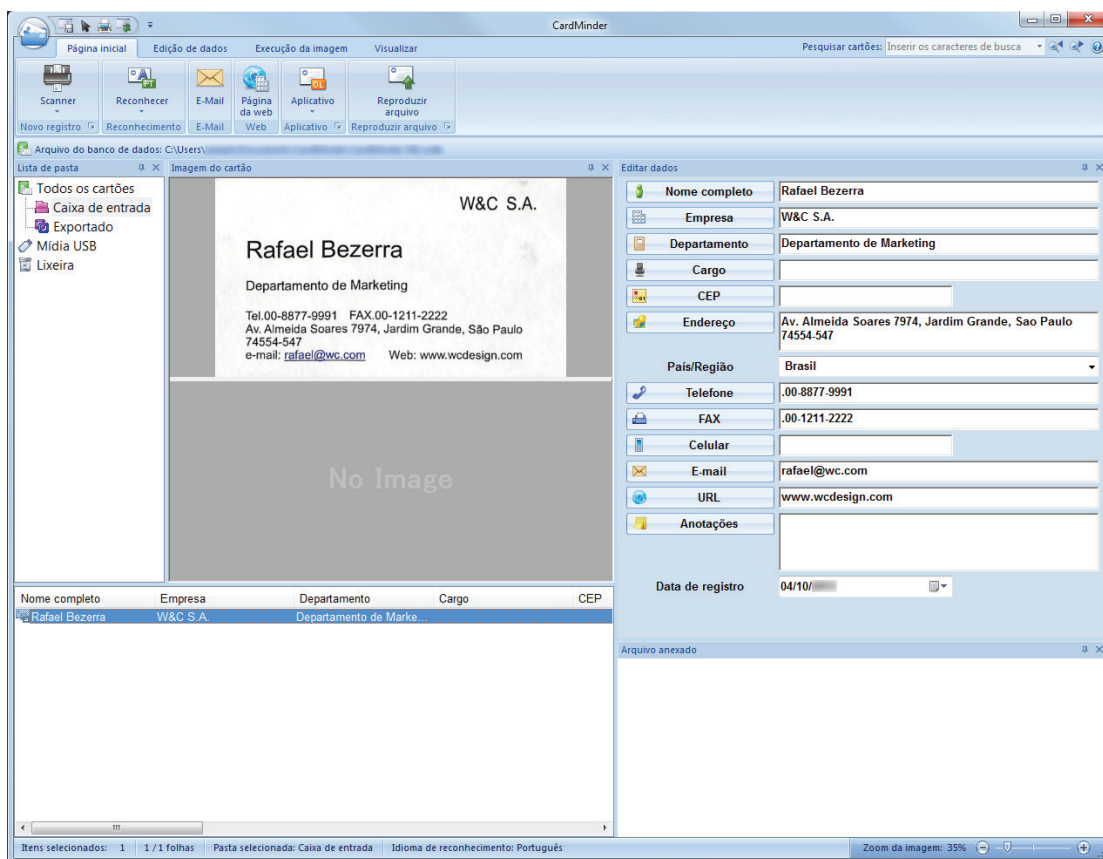 CardMinder
Página inicial Edição de dados Execução da imagem Visualizar
Pesquisar cartões: Inserir os caracteres de busca
Scanner Reconhecer E-Mail Página da web Aplicativo Reproduzir arquivo
Novo registro Reconhecimento E-Mail Web Aplicativo Reproduzir arquivo
Arquivo do banco de dados: C:\Users\
Lista de pasta
Todos os cartões
Caixa de entrada
Exportado
Mídia USB
Lixeira
Imagem do cartão
W&C S.A.
Rafael Bezerra
Departamento de Marketing
Tel.00-8877-9991 FAX.00-1211-2222
Av. Almeida Soares 7974, Jardim Grande, São Paulo
74554-547
e-mail: rafael@wc.com Web: www.wcdesign.com
No Image
Editar dados
Nome completo Rafael Bezerra
Empresa W&C S.A.
Departamento Departamento de Marketing
Cargo
CEP
Endereço Av. Almeida Soares 7974, Jardim Grande, Sao Paulo
74554-547
País/Região Brasil
Telefone .00-8877-9991
FAX .00-1211-2222
Celular
E-mail rafael@wc.com
URL www.wcdesign.com
Anotações
Data de registro 04/10/
Nome completo Empresa Departamento Cargo CEP
Rafael Bezerra W&C S.A. Departamento de Marke...
Arquivo anexado
Itens selecionados: 1 1 / 1 folhas Pasta selecionada: Caixa de entrada Idioma de reconhecimento: Português
Zoom da imagem: 35%